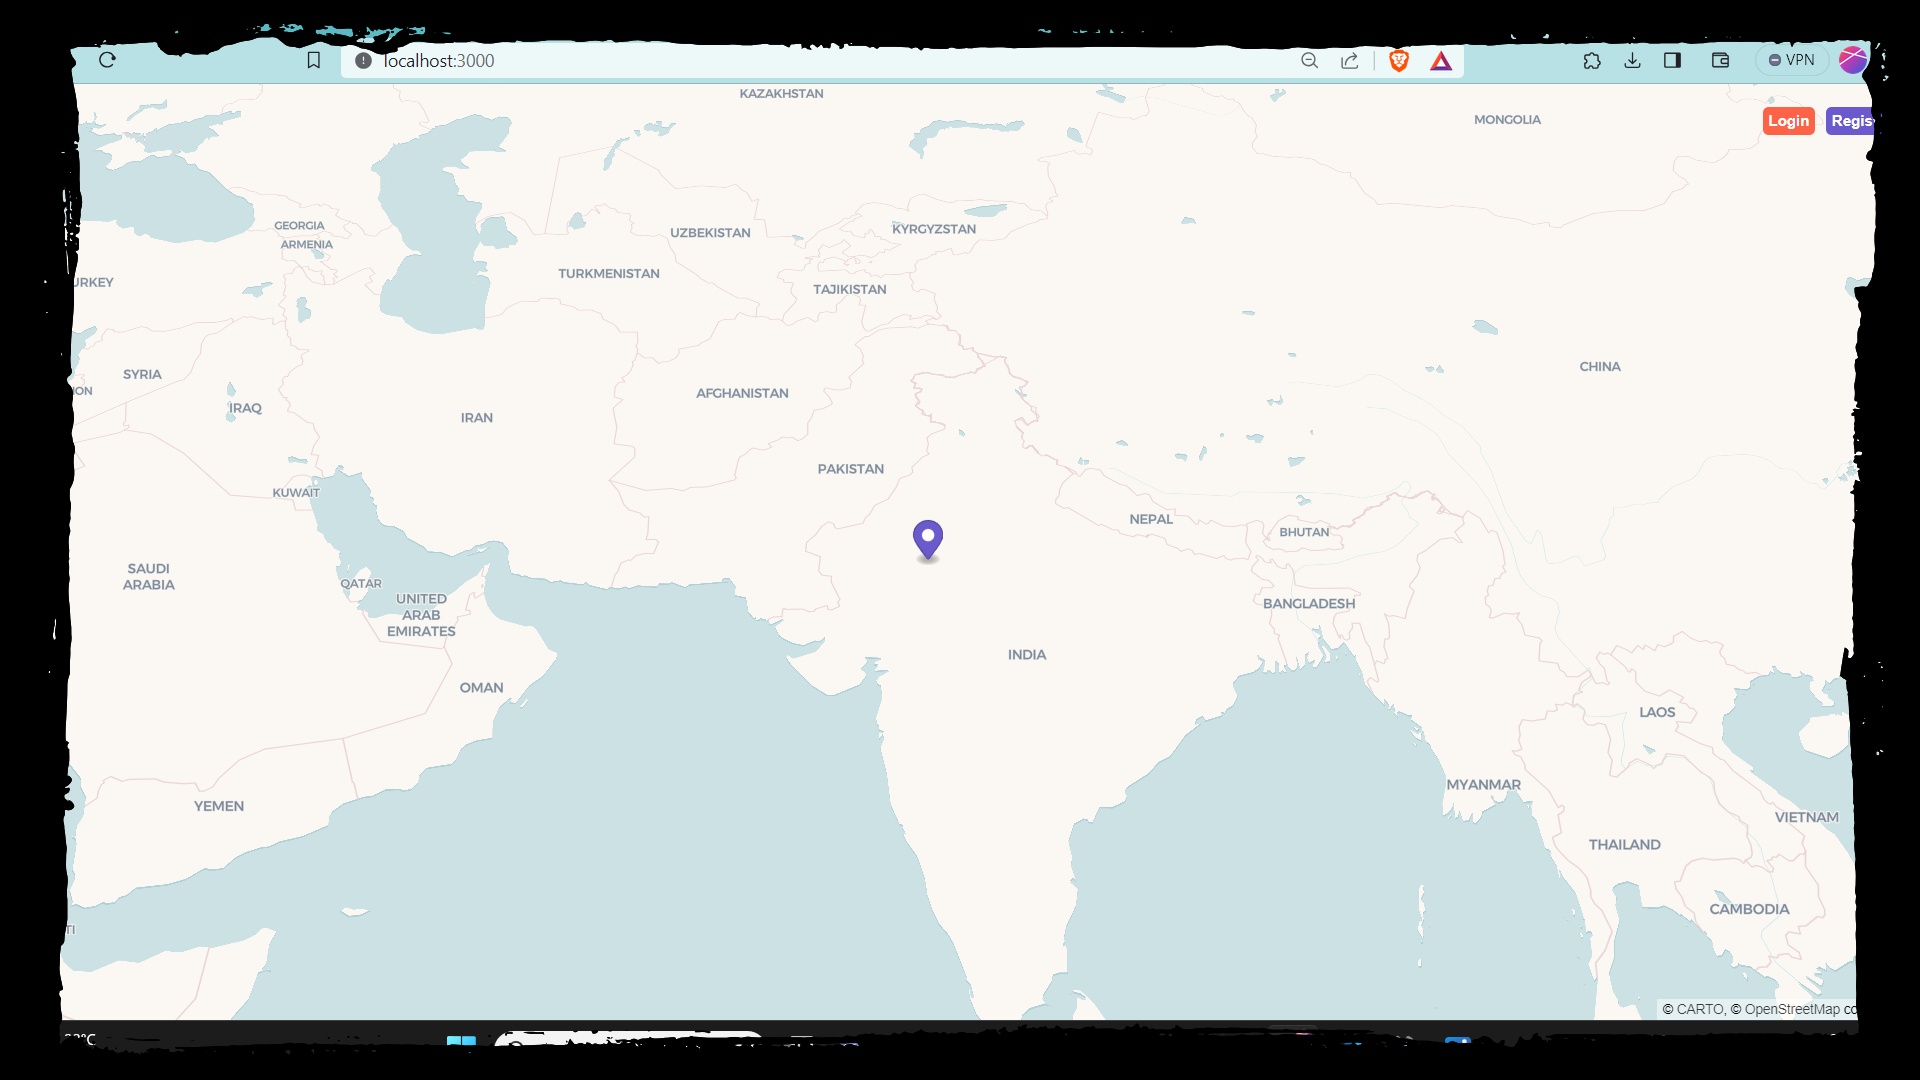 localhost:3000
VPN
KAZAKHSTAN
MONGOLIA
Login
Regis
GEORGIA
ARMENIA
UZBEKISTAN
KYRGYZSTAN
TURKMENISTAN
TAJIKISTAN
URKEY
SYRIA
CHINA
ION
IRAQ
IRAN
AFGHANISTAN
PAKISTAN
KUWAIT
NEPAL
BHUTAN
SAUDI
ARABIA
QATAR
UNITED
ARAB
EMIRATES
BANGLADESH
INDIA
OMAN
LAOS
MYANMAR
YEMEN
VIETNAM
THAILAND
CAMBODIA
TI
© CARTO, © OpenStreetMap co